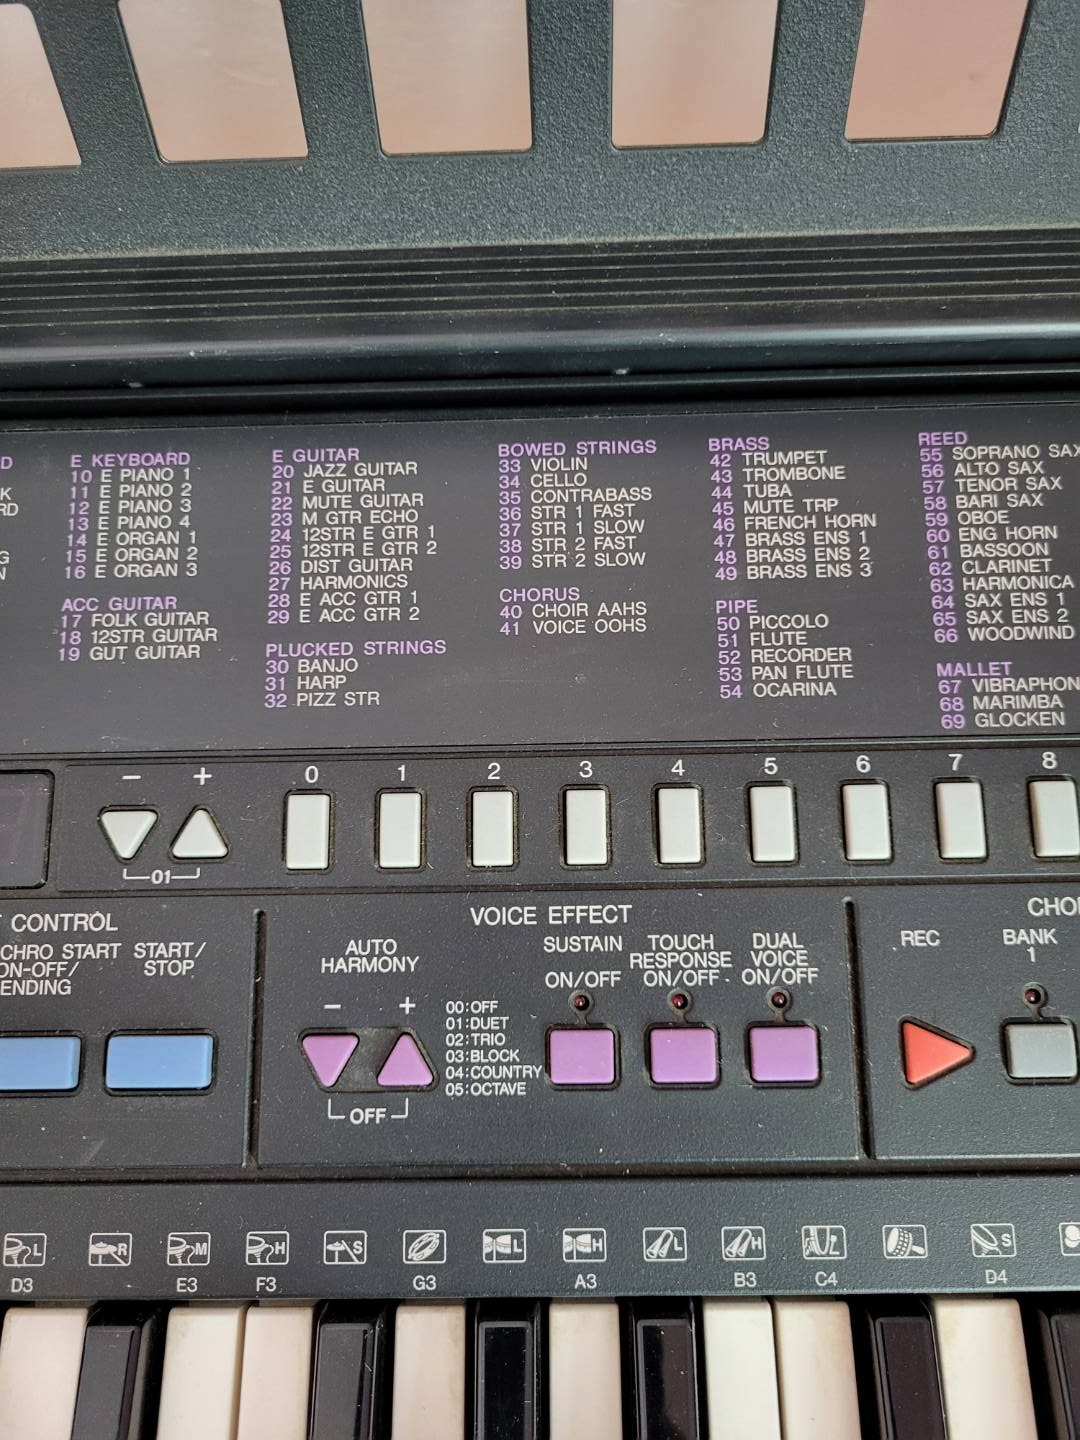 D
K
RD
G
N
E KEYBOARD
10 E PIANO 1
11 E PIANO 2
12 E PIANO 3
13 E PIANO 4
14 E ORGAN 1
15 E ORGAN 2
16 E ORGAN 3
ACC GUITAR
17 FOLK GUITAR
18 12STR GUITAR
19 GUT GUITAR
E GUITAR
20 JAZZ GUITAR
21 E GUITAR
22 MUTE GUITAR
23 M GTR ECHO
24 12STR E GTR 1
25 12STR E GTR 2
26 DIST GUITAR
27 HARMONICS
28 E ACC GTR 1
29 E ACC GTR 2
PLUCKED STRINGS
30 BANJO
31 HARP
32 PIZZ STR
BOWED STRINGS
33 VIOLIN
34 CELLO
35 CONTRABASS
36 STR 1 FAST
37 STR 1 SLOW
38 STR 2 FAST
39 STR 2 SLOW
CHORUS
40 CHOIR AAHS
41 VOICE OOHS
BRASS
42 TRUMPET
43 TROMBONE
44 TUBA
45 MUTE TRP
46 FRENCH HORN
47 BRASS ENS 1
48 BRASS ENS 2
49 BRASS ENS 3
PIPE
50 PICCOLO
51 FLUTE
52 RECORDER
53 PAN FLUTE
54 OCARINA
REED
55 SOPRANO SAX
56 ALTO SAX
57 TENOR SAX
58 BARI SAX
59 OBOE
60 ENG HORN
61 BASSOON
62 CLARINET
63 HARMONICA
64 SAX ENS 1
65 SAX ENS 2
66 WOODWIND
MALLET
67 VIBRAPHON
68 MARIMBA
69 GLOCKEN
− + 0 1 2 3 4 5 6 7 8
01
T CONTROL
CHRO START
ON-OFF/
ENDING
START/
STOP
VOICE EFFECT
AUTO
HARMONY
− +
OFF
00:OFF
01:DUET
02:TRIO
03:BLOCK
04:COUNTRY
05:OCTAVE
SUSTAIN
ON/OFF
TOUCH
RESPONSE
ON/OFF
DUAL
VOICE
ON/OFF
CHO
REC
BANK
1
L R M H S L H L H S
D3 E3 F3 G3 A3 B3 C4 D4